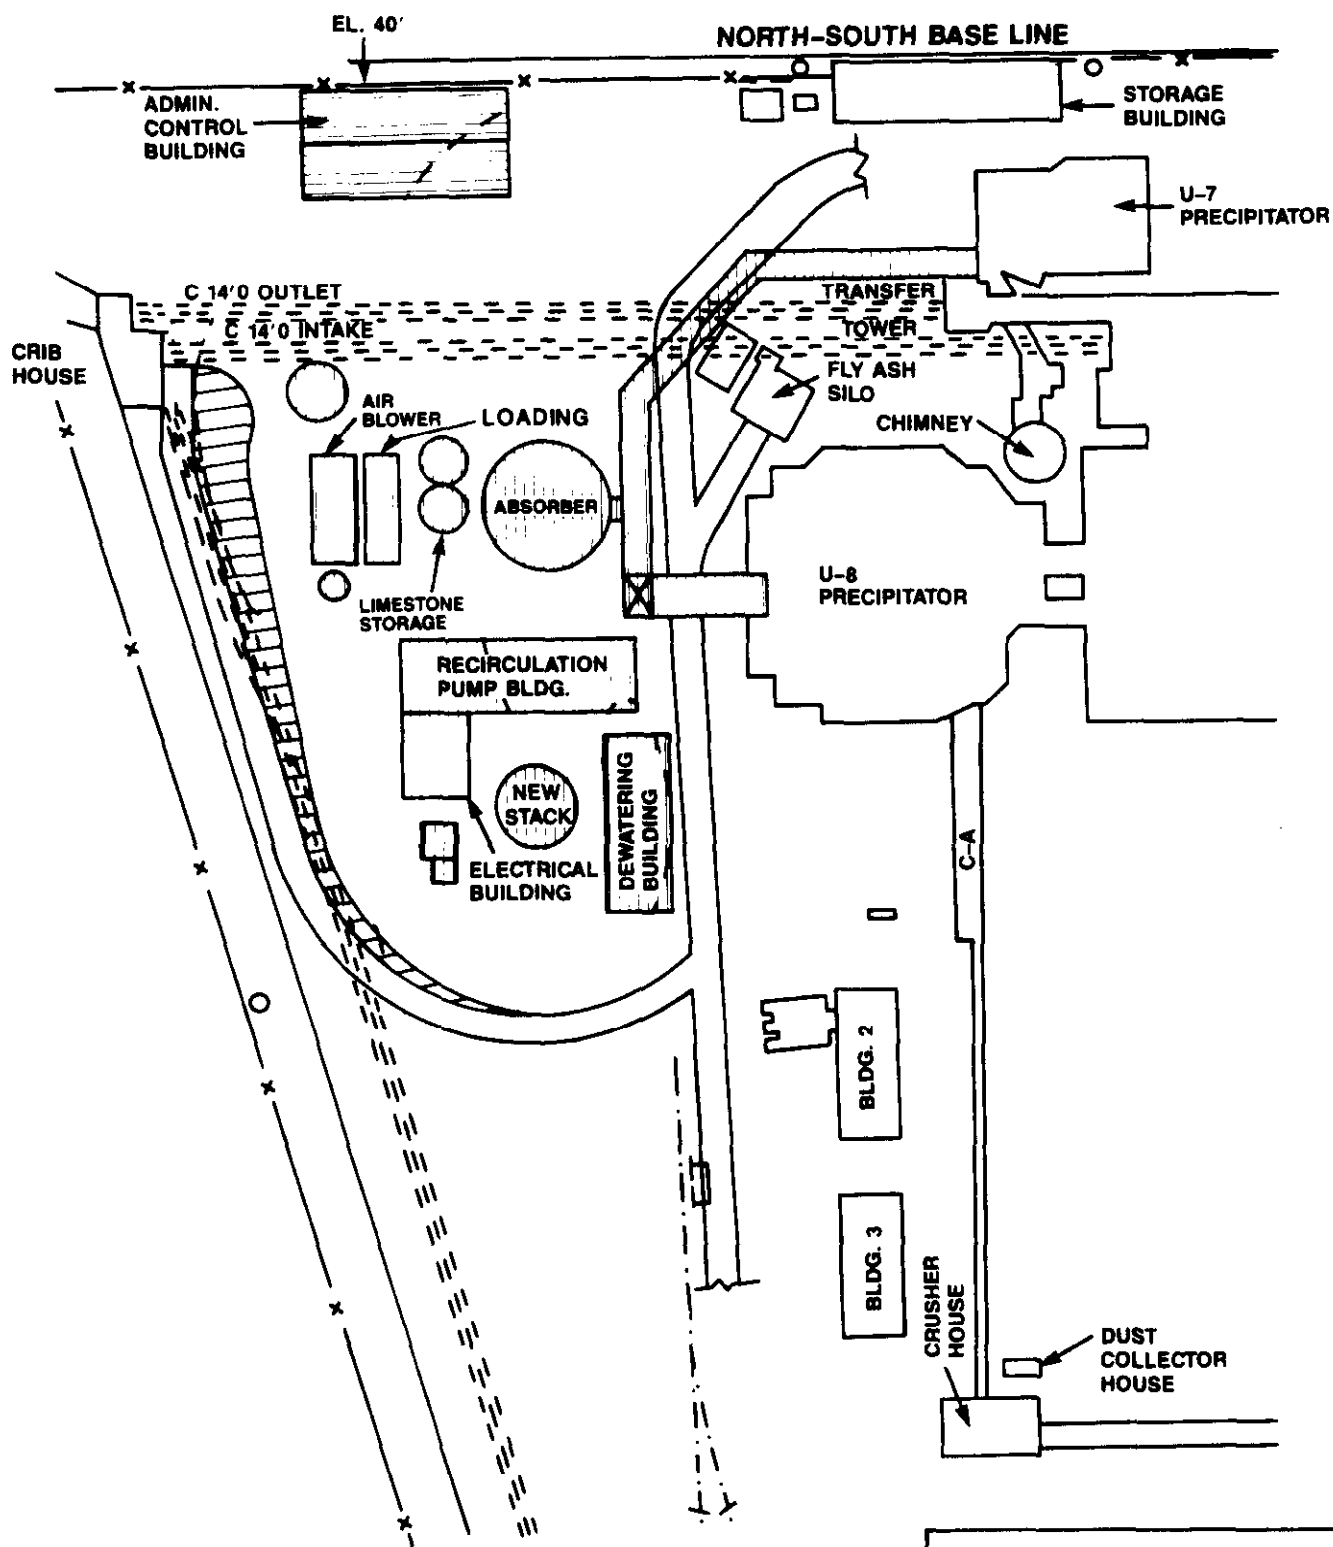 EL. 40'
NORTH-SOUTH BASE LINE
ADMIN.
CONTROL
BUILDING
STORAGE
BUILDING
U-7
PRECIPITATOR
C 14'0 OUTLET
TRANSFER
C 14'0 INTAKE
TOWER
CRIB
HOUSE
FLY ASH
SILO
AIR
BLOWER
LOADING
CHIMNEY
ABSORBER
U-8
PRECIPITATOR
LIMESTONE
STORAGE
RECIRCULATION
PUMP BLDG.
NEW
STACK
DEWATERING
BUILDING
ELECTRICAL
BUILDING
C-A
BLDG. 2
BLDG. 3
CRUSHER
HOUSE
DUST
COLLECTOR
HOUSE